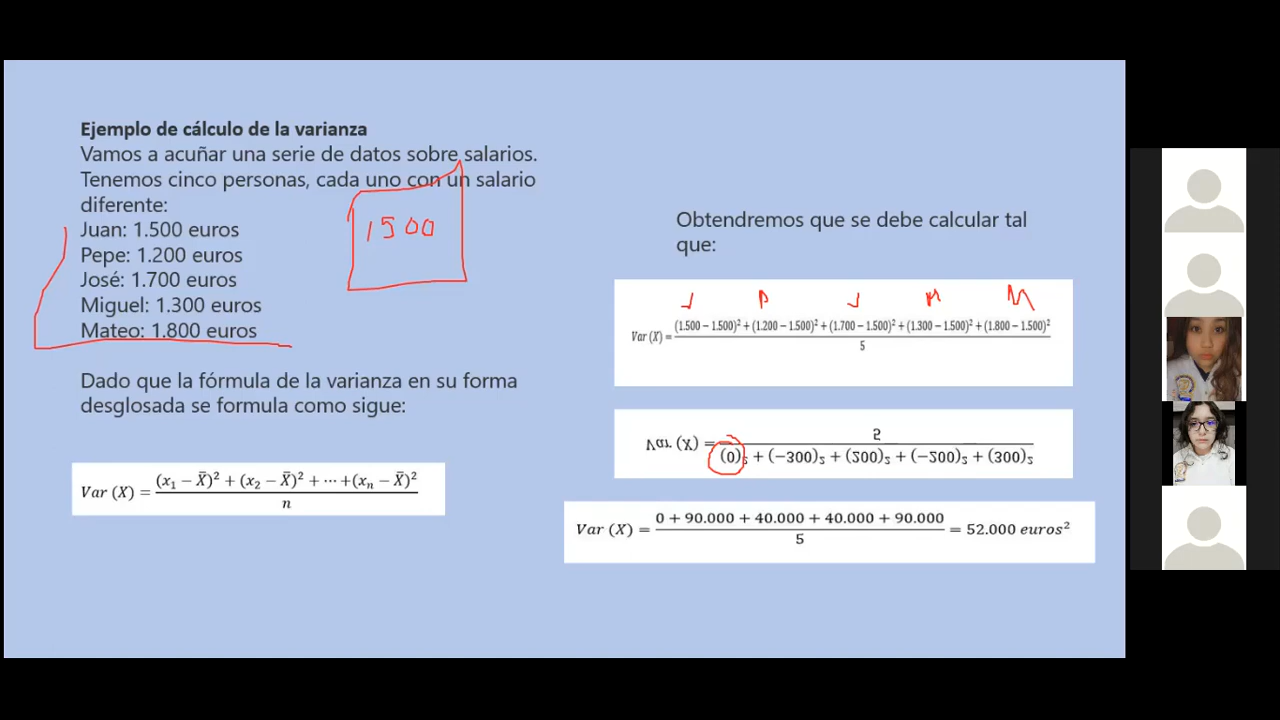 Ejemplo de cálculo de la varianza
Vamos a acuñar una serie de datos sobre salarios.
Tenemos cinco personas, cada uno con un salario
diferente:
Juan: 1.500 euros
Pepe: 1.200 euros
José: 1.700 euros
Miguel: 1.300 euros
Mateo: 1.800 euros
1500
Dado que la fórmula de la varianza en su forma
desglosada se formula como sigue:
Var (X) = (x₁ − X̄)² + (x₂ − X̄)² + ⋯ + (xₙ − X̄)²
n
Obtendremos que se debe calcular tal
que:
J P J M M
Var (X) = (1.500 − 1.500)² + (1.200 − 1.500)² + (1.700 − 1.500)² + (1.300 − 1.500)² + (1.800 − 1.500)²
5
5
Var (X) = (0)² + (−300)² + (200)² + (−200)² + (300)²
Var (X) = 0 + 90.000 + 40.000 + 40.000 + 90.000 = 52.000 euros²
5